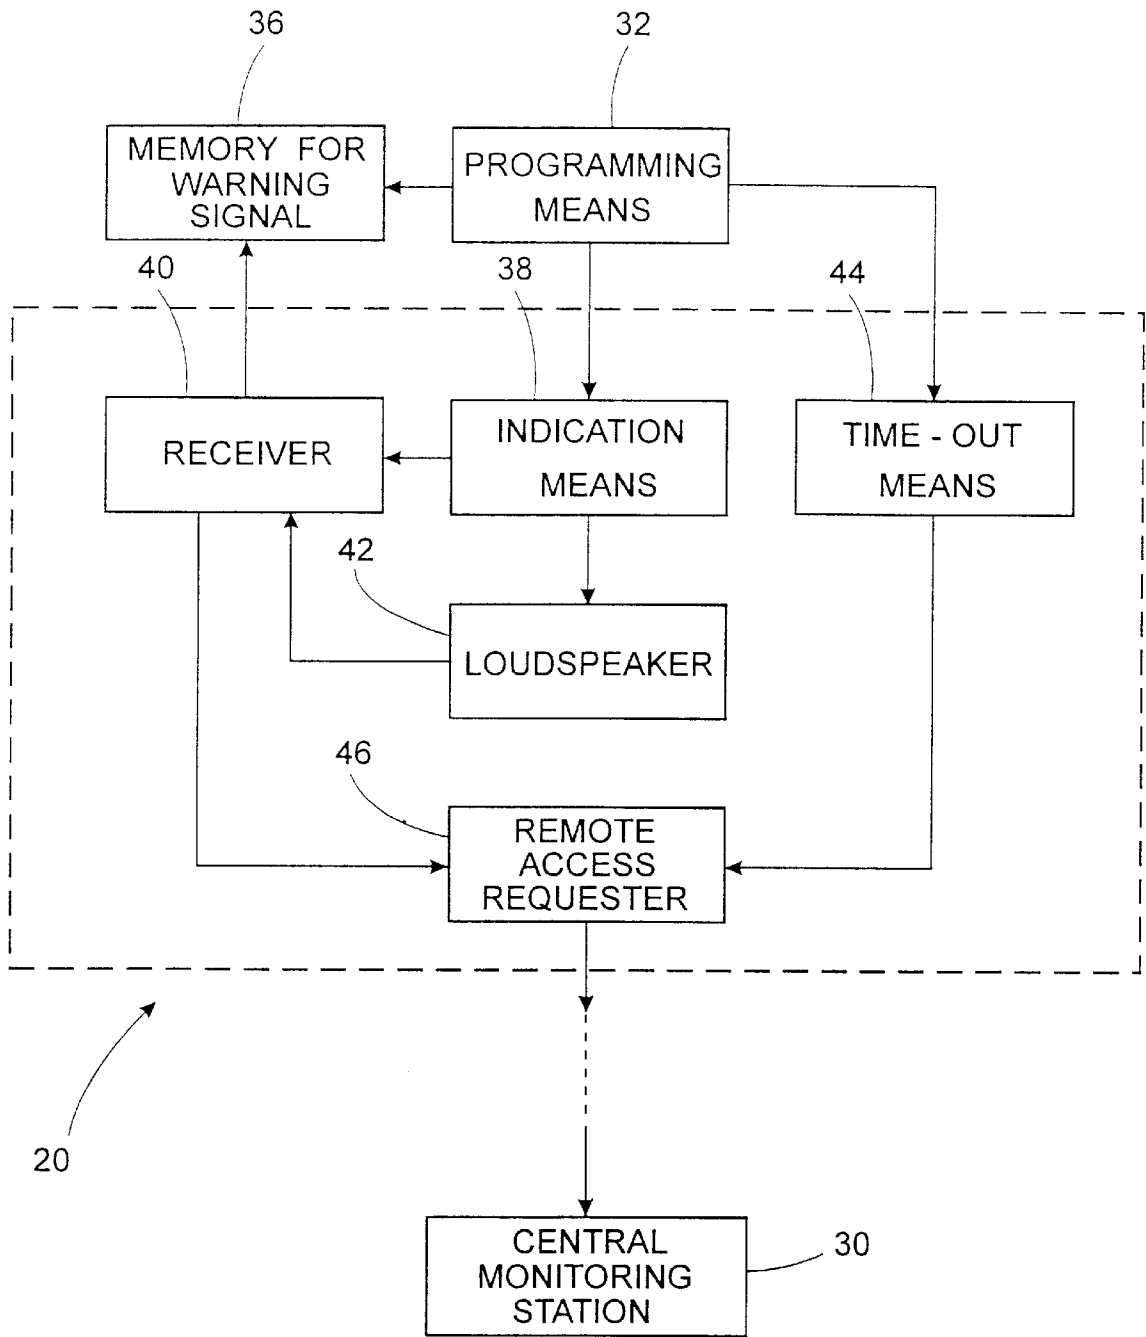 36
32
MEMORY FOR
WARNING
SIGNAL
PROGRAMMING
MEANS
40
38
44
RECEIVER
INDICATION
MEANS
TIME - OUT
MEANS
42
LOUDSPEAKER
46
REMOTE
ACCESS
REQUESTER
20
CENTRAL
MONITORING
STATION
30